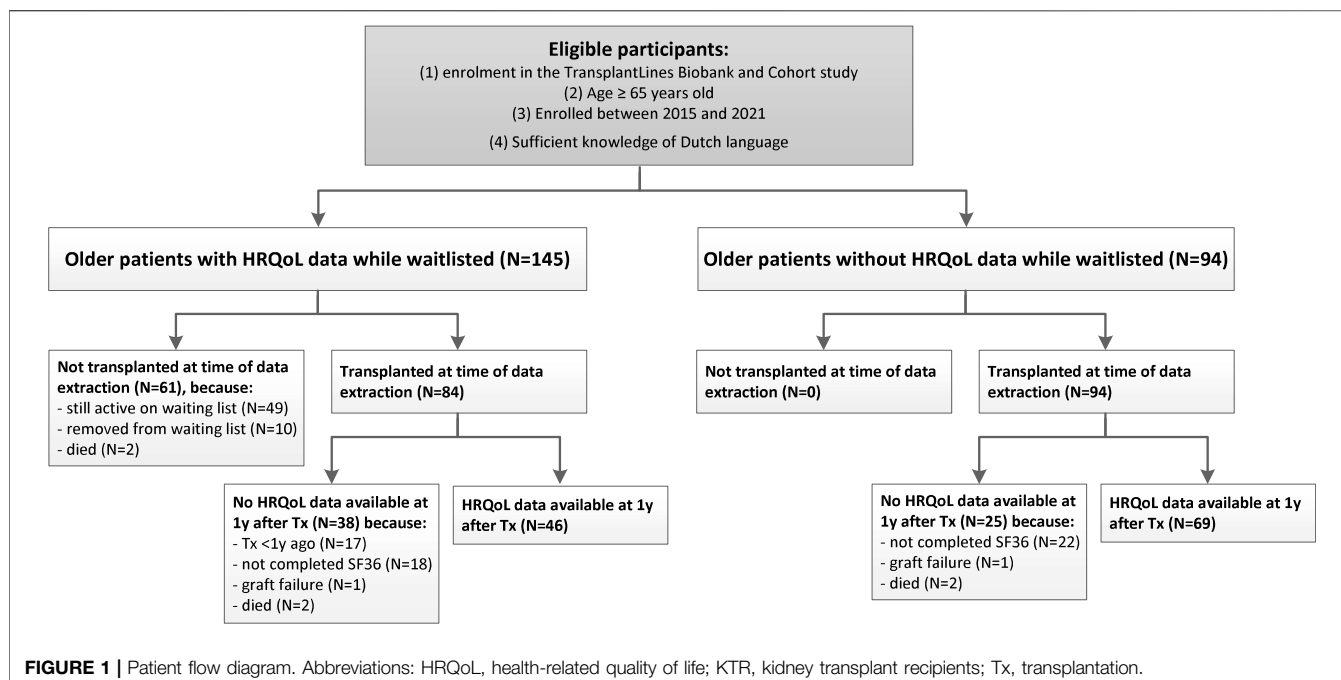 Eligible participants:
(1) enrolment in the TransplantLines Biobank and Cohort study
(2) Age ≥ 65 years old
(3) Enrolled between 2015 and 2021
(4) Sufficient knowledge of Dutch language
Older patients with HRQoL data while waitlisted (N=145)
Older patients without HRQoL data while waitlisted (N=94)
Not transplanted at time of data
extraction (N=61), because:
- still active on waiting list (N=49)
- removed from waiting list (N=10)
- died (N=2)
Transplanted at time of data
extraction (N=84)
Not transplanted at time of data
extraction (N=0)
Transplanted at time of data
extraction (N=94)
No HRQoL data available at
1y after Tx (N=38) because:
- Tx <1y ago (N=17)
- not completed SF36 (N=18)
- graft failure (N=1)
- died (N=2)
HRQoL data available at 1y
after Tx (N=46)
No HRQoL data available at
1y after Tx (N=25) because:
- not completed SF36 (N=22)
- graft failure (N=1)
- died (N=2)
HRQoL data available at 1y
after Tx (N=69)
FIGURE 1 | Patient flow diagram. Abbreviations: HRQoL, health-related quality of life; KTR, kidney transplant recipients; Tx, transplantation.